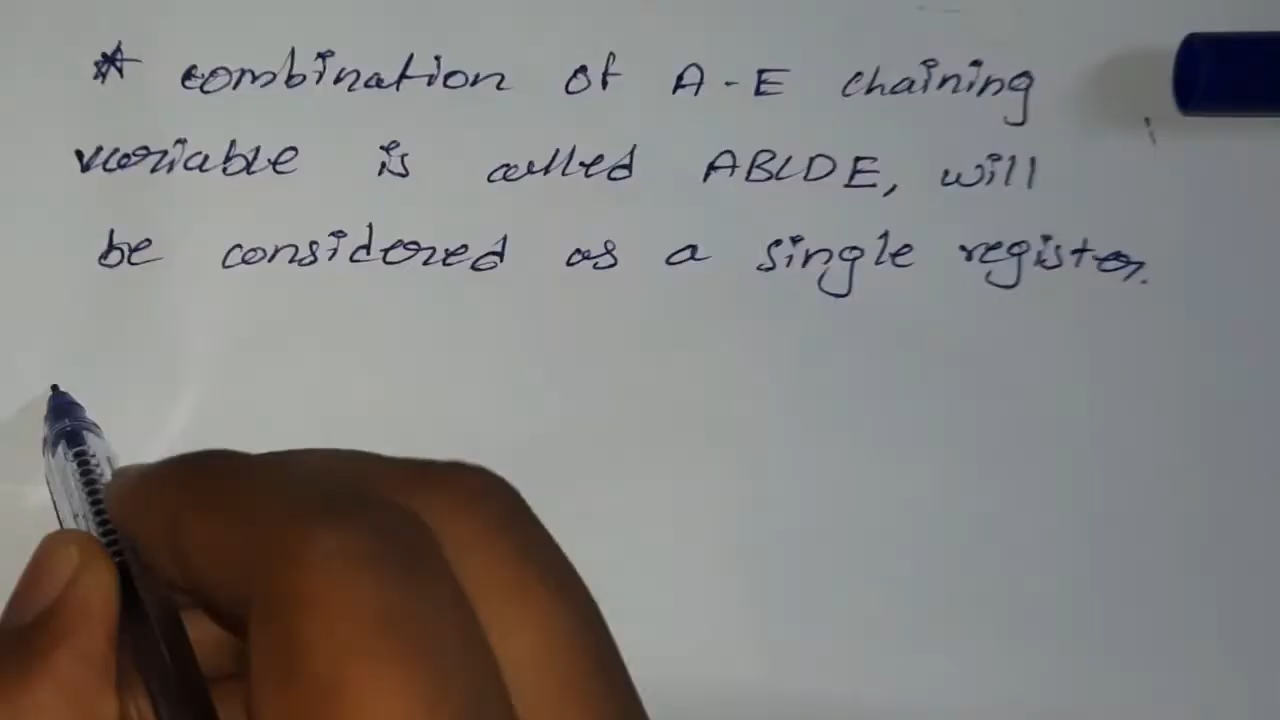 * combination of A-E chaining
variable is called ABCDE, will
be considered as a single register.